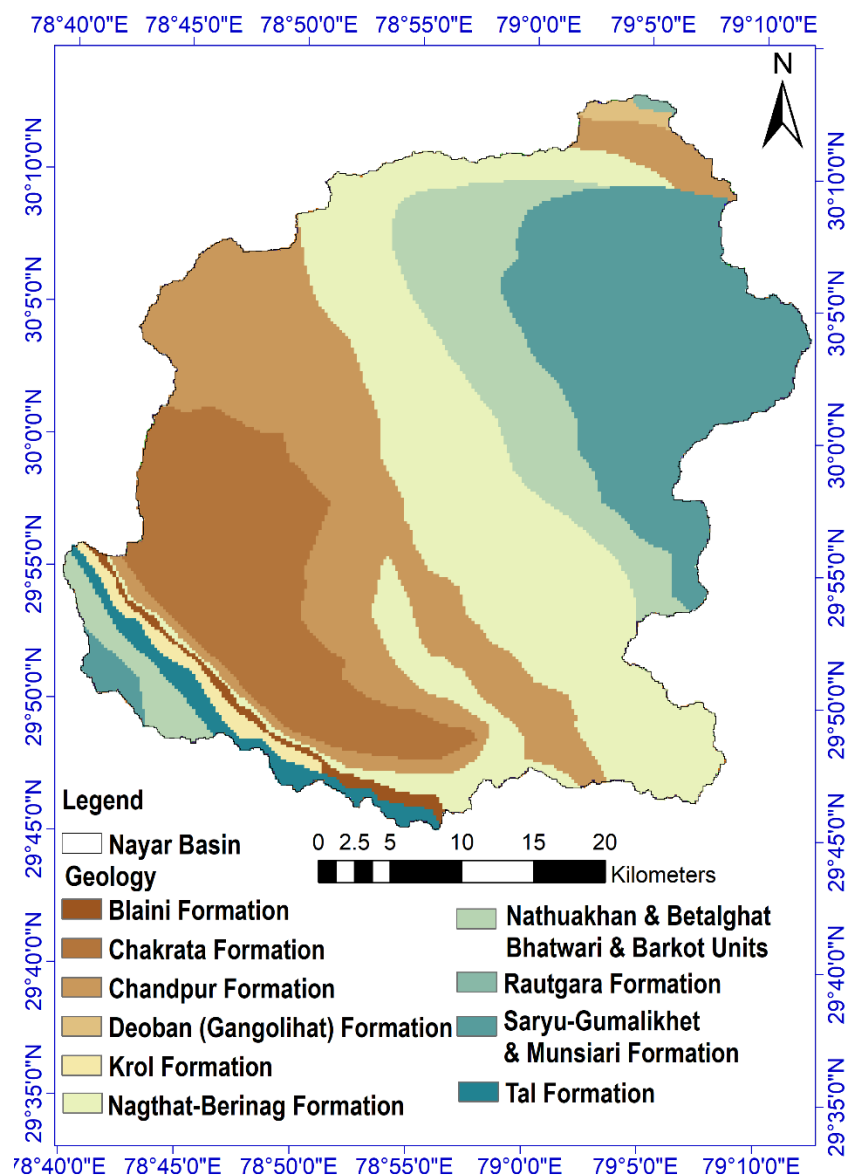 78°40'0"E 78°45'0"E 78°50'0"E 78°55'0"E 79°0'0"E 79°5'0"E 79°10'0"E
N
30°10'0"N 30°10'0"N
30°5'0"N 30°5'0"N
30°0'0"N 30°0'0"N
29°55'0"N 29°55'0"N
29°50'0"N 29°50'0"N
29°45'0"N 29°45'0"N
29°40'0"N 29°40'0"N
29°35'0"N 29°35'0"N
Legend
Nayar Basin
Geology
Blaini Formation
Chakrata Formation
Chandpur Formation
Deoban (Gangolihat) Formation
Krol Formation
Nagthat-Berinag Formation
0 2.5 5 10 15 20
Kilometers
Nathuakhan & Betalghat
Bhatwari & Barkot Units
Rautgara Formation
Saryu-Gumalikhet
& Munsiari Formation
Tal Formation
78°40'0"E 78°45'0"E 78°50'0"E 78°55'0"E 79°0'0"E 79°5'0"E 79°10'0"E